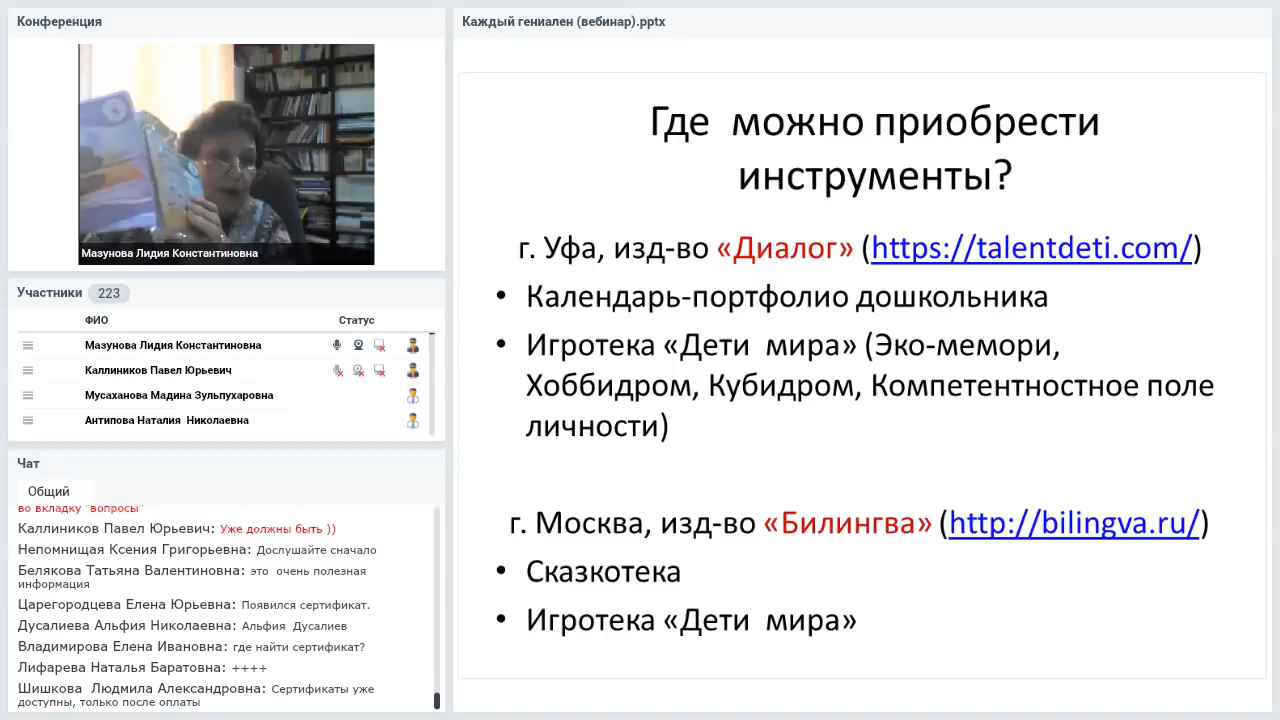 Конференция
Мазунова Лидия Константиновна
Участники 223
ФИО Статус
Мазунова Лидия Константиновна
Каллиников Павел Юрьевич
Мусаханова Мадина Зульпухаровна
Антипова Наталия Николаевна
Чат
Общий
во вкладку "вопросы"
Каллиников Павел Юрьевич: Уже должны быть ))
Непомнищая Ксения Григорьевна: Дослушайте сначало
Белякова Татьяна Валентиновна: это очень полезная
информация
Царегородцева Елена Юрьевна: Появился сертификат.
Дусалиева Альфия Николаевна: Альфия Дусалиев
Владимирова Елена Ивановна: где найти сертификат?
Лифарева Наталья Баратовна: ++++
Шишкова Людмила Александровна: Сертификаты уже
доступны, только после оплаты
Каждый гениален (вебинар).pptx
Где можно приобрести
инструменты?
г. Уфа, изд-во «Диалог» (https://talentdeti.com/)
• Календарь-портфолио дошкольника
• Игротека «Дети мира» (Эко-мемори,
Хоббидром, Кубидром, Компетентностное поле
личности)
г. Москва, изд-во «Билингва» (http://bilingva.ru/)
• Сказкотека
• Игротека «Дети мира»